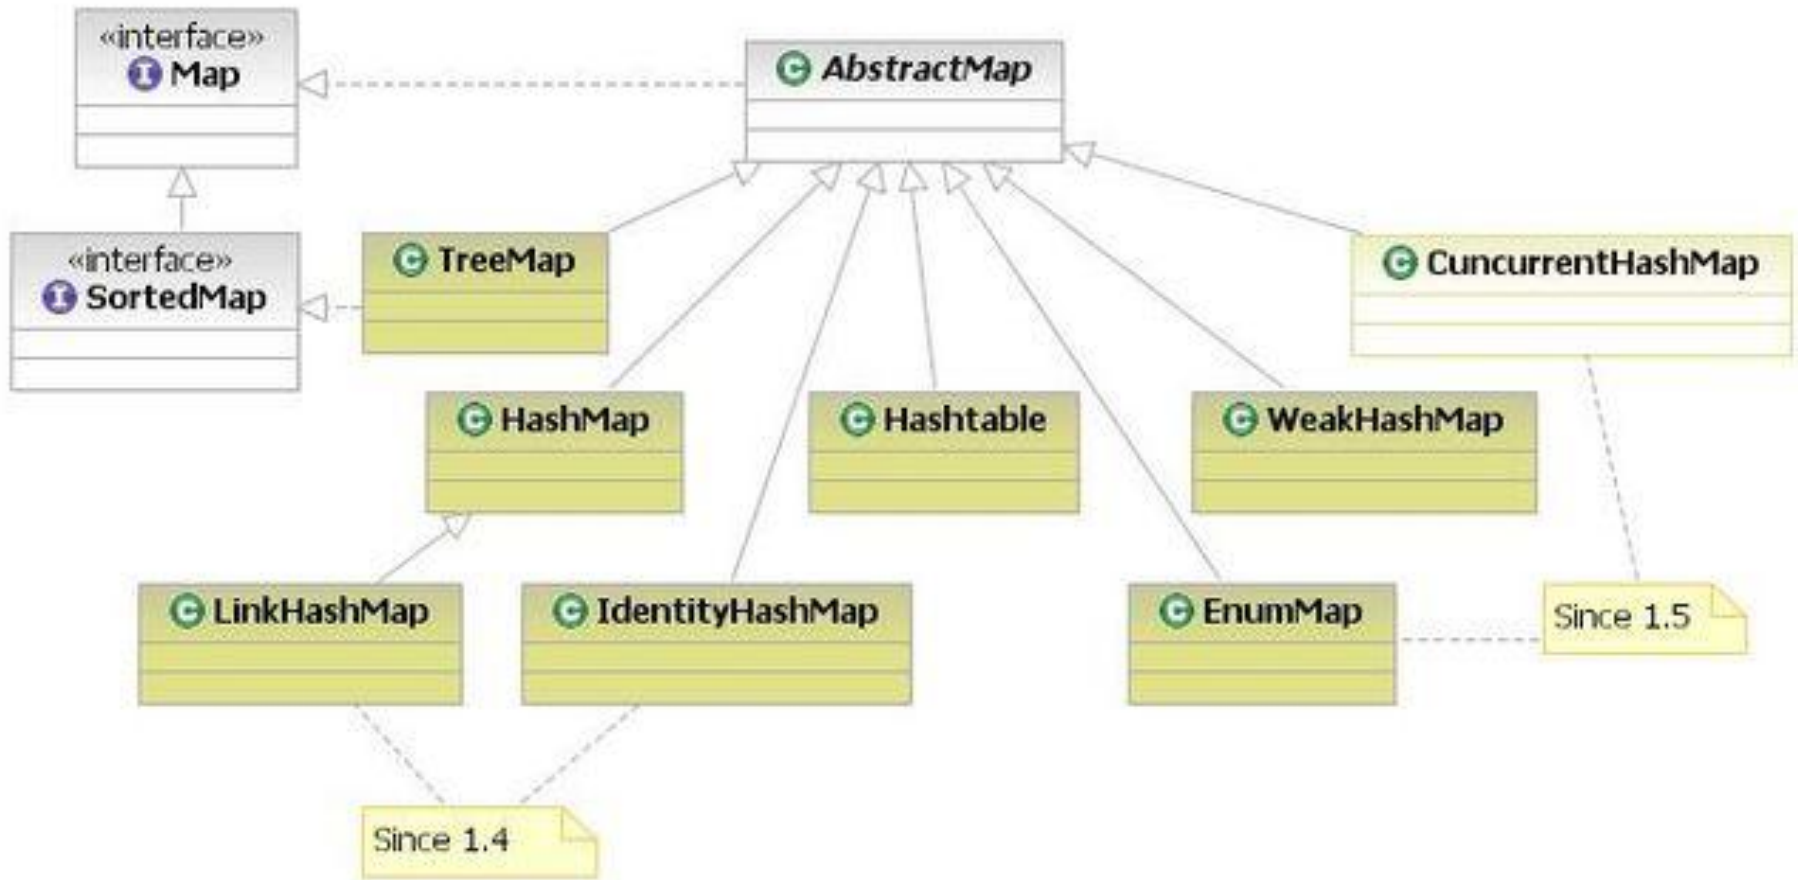 «interface»
I Map
C AbstractMap
«interface»
I SortedMap
C TreeMap
C CuncurrentHashMap
C HashMap
C Hashtable
C WeakHashMap
C LinkHashMap
C IdentityHashMap
C EnumMap
Since 1.5
Since 1.4